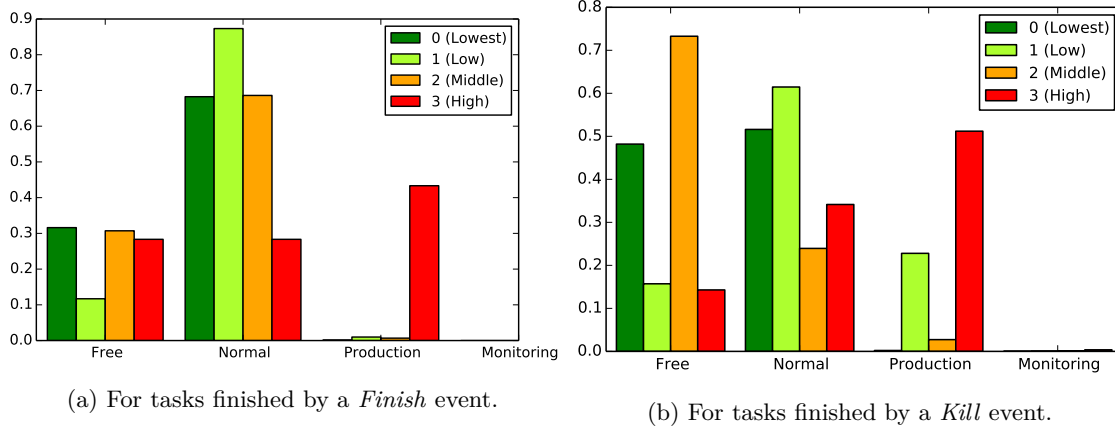 0.9
0.8
0.7
0.6
0.5
0.4
0.3
0.2
0.1
0.0
0 (Lowest)
1 (Low)
2 (Middle)
3 (High)
Free Normal Production Monitoring
(a) For tasks finished by a Finish event.
0.8
0.7
0.6
0.5
0.4
0.3
0.2
0.1
0.0
0 (Lowest)
1 (Low)
2 (Middle)
3 (High)
Free Normal Production Monitoring
(b) For tasks finished by a Kill event.